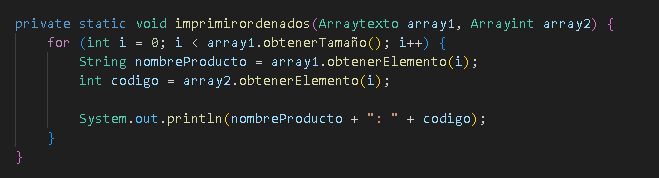 private static void imprimirordenados(Arraytexto array1, Arrayint array2) {
    for (int i = 0; i < array1.obtenerTamaño(); i++) {
        String nombreProducto = array1.obtenerElemento(i);
        int codigo = array2.obtenerElemento(i);

        System.out.println(nombreProducto + ": " + codigo);
    }
}